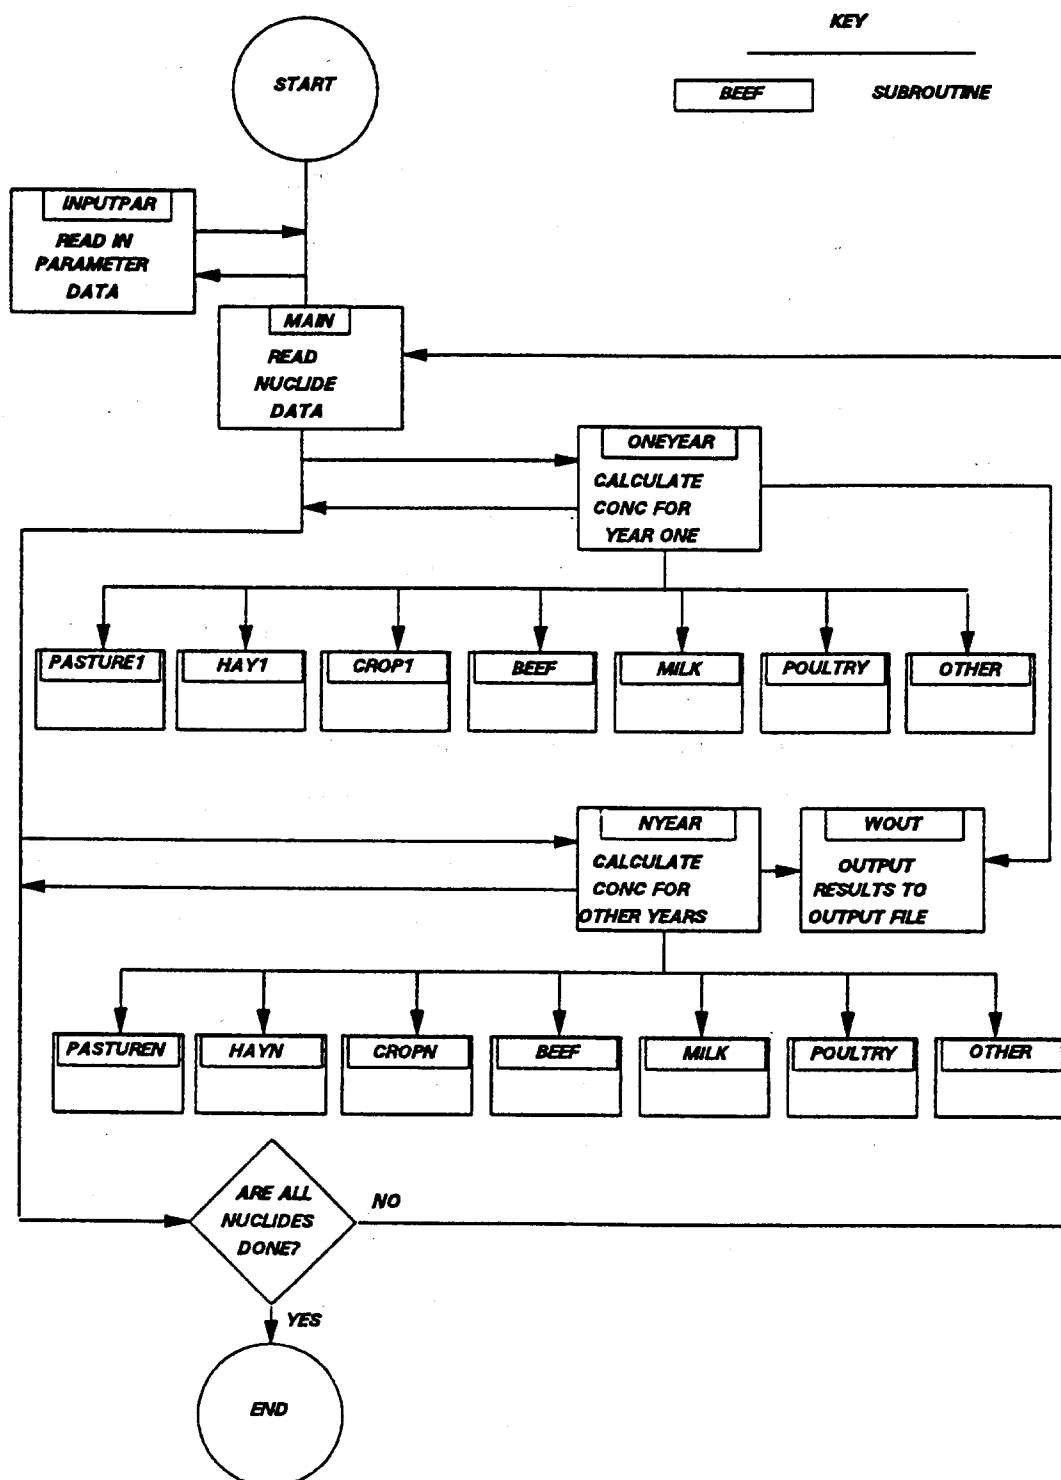 KEY
START
BEEF SUBROUTINE
INPUTPAR
READ IN
PARAMETER
DATA
MAIN
READ
NUCLIDE
DATA
ONEYEAR
CALCULATE
CONC FOR
YEAR ONE
PASTURE1 HAY1 CROP1 BEEF MILK POULTRY OTHER
NYEAR
CALCULATE
CONC FOR
OTHER YEARS
WOUT
OUTPUT
RESULTS TO
OUTPUT FILE
PASTUREN HAYN CROPN BEEF MILK POULTRY OTHER
ARE ALL
NUCLIDES
DONE?
NO
YES
END